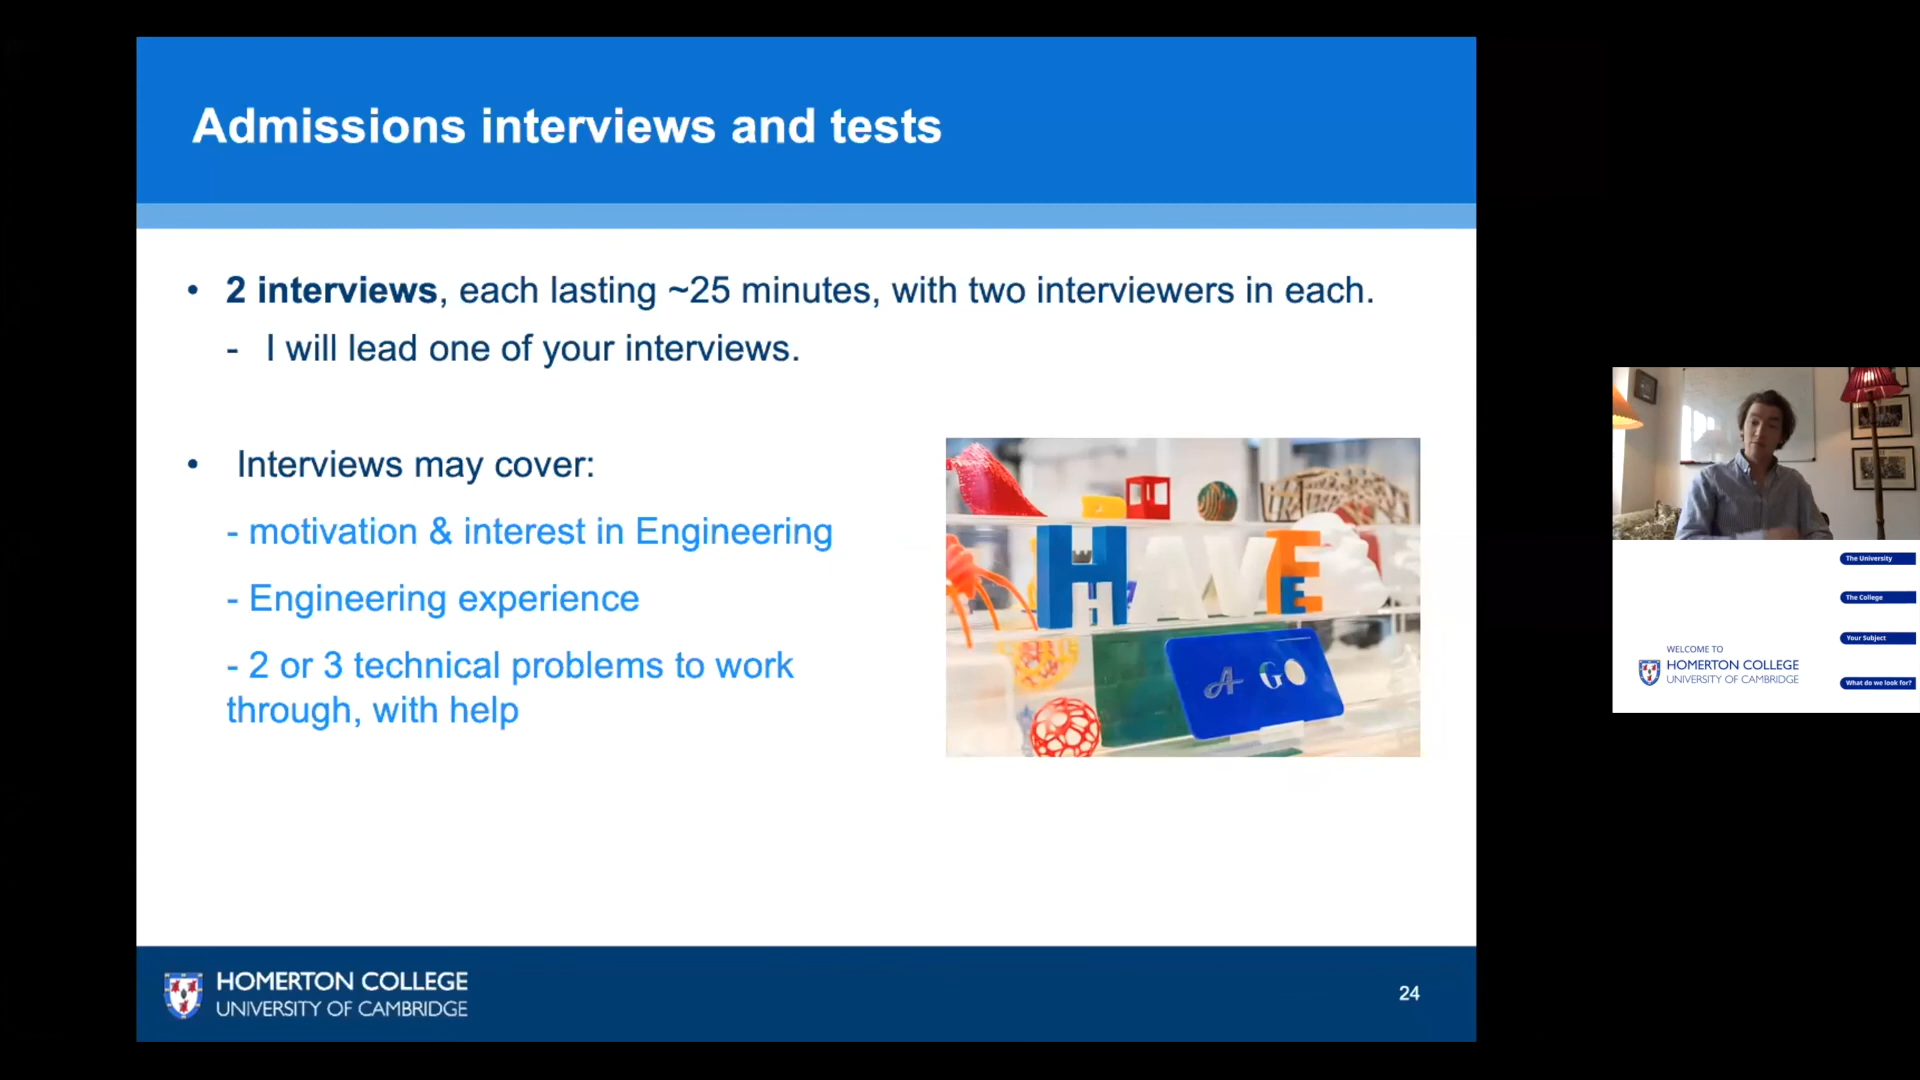 Admissions interviews and tests
• 2 interviews, each lasting ~25 minutes, with two interviewers in each.
- I will lead one of your interviews.
• Interviews may cover:
- motivation & interest in Engineering
- Engineering experience
- 2 or 3 technical problems to work
through, with help
HAVE
A GO
HOMERTON COLLEGE
UNIVERSITY OF CAMBRIDGE
24
The University
The College
Your Subject
What do we look for?
WELCOME TO
HOMERTON COLLEGE
UNIVERSITY OF CAMBRIDGE